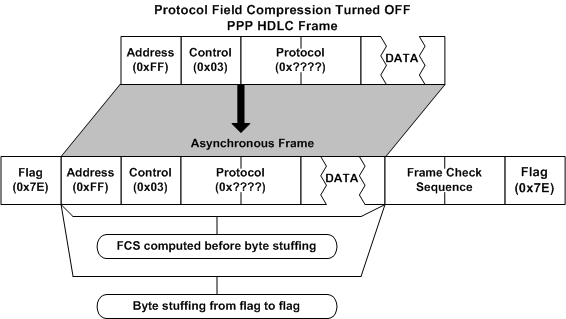 Protocol Field Compression Turned OFF
PPP HDLC Frame
Address Control Protocol DATA
(0xFF) (0x03) (0x????)
Asynchronous Frame
Flag Address Control Protocol DATA Frame Check Flag
(0x7E) (0xFF) (0x03) (0x????) Sequence (0x7E)
FCS computed before byte stuffing
Byte stuffing from flag to flag